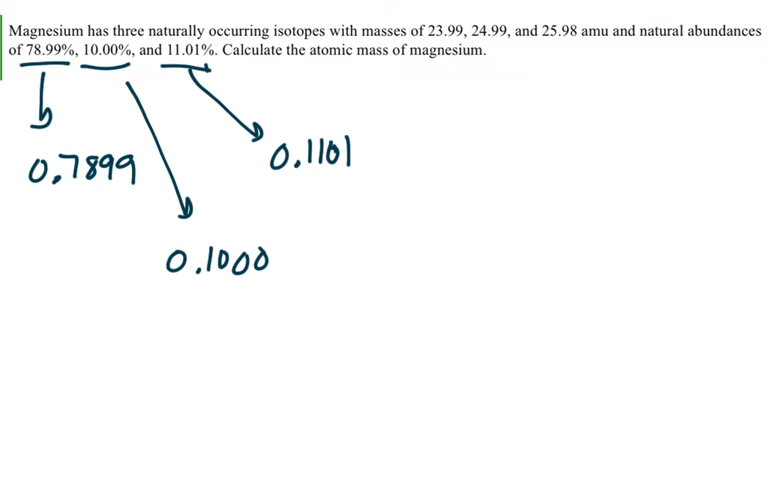 Magnesium has three naturally occurring isotopes with masses of 23.99, 24.99, and 25.98 amu and natural abundances
of 78.99%, 10.00%, and 11.01%. Calculate the atomic mass of magnesium.
0.7899
0.1101
0.1000